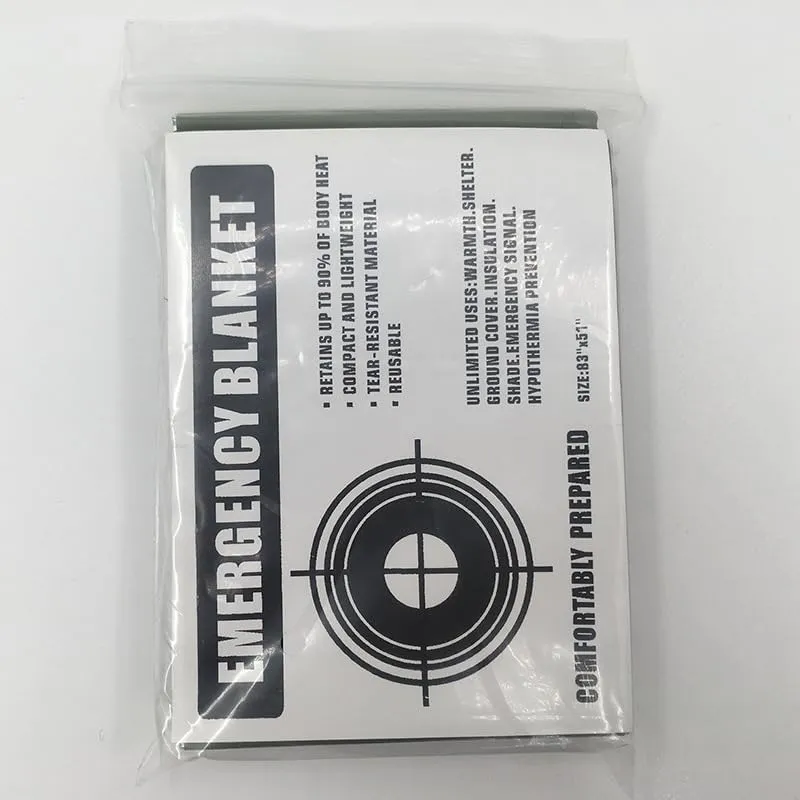 EMERGENCY BLANKET
▪ RETAINS UP TO 90% OF BODY HEAT
▪ COMPACT AND LIGHTWEIGHT
▪ TEAR-RESISTANT MATERIAL
▪ REUSABLE
UNLIMITED USES:WARMTH.SHELTER.
GROUND COVER.INSULATION.
SHADE.EMERGENCY SIGNAL.
HYPOTHERMIA PREVENTION
SIZE:83"x51"
COMFORTABLY PREPARED